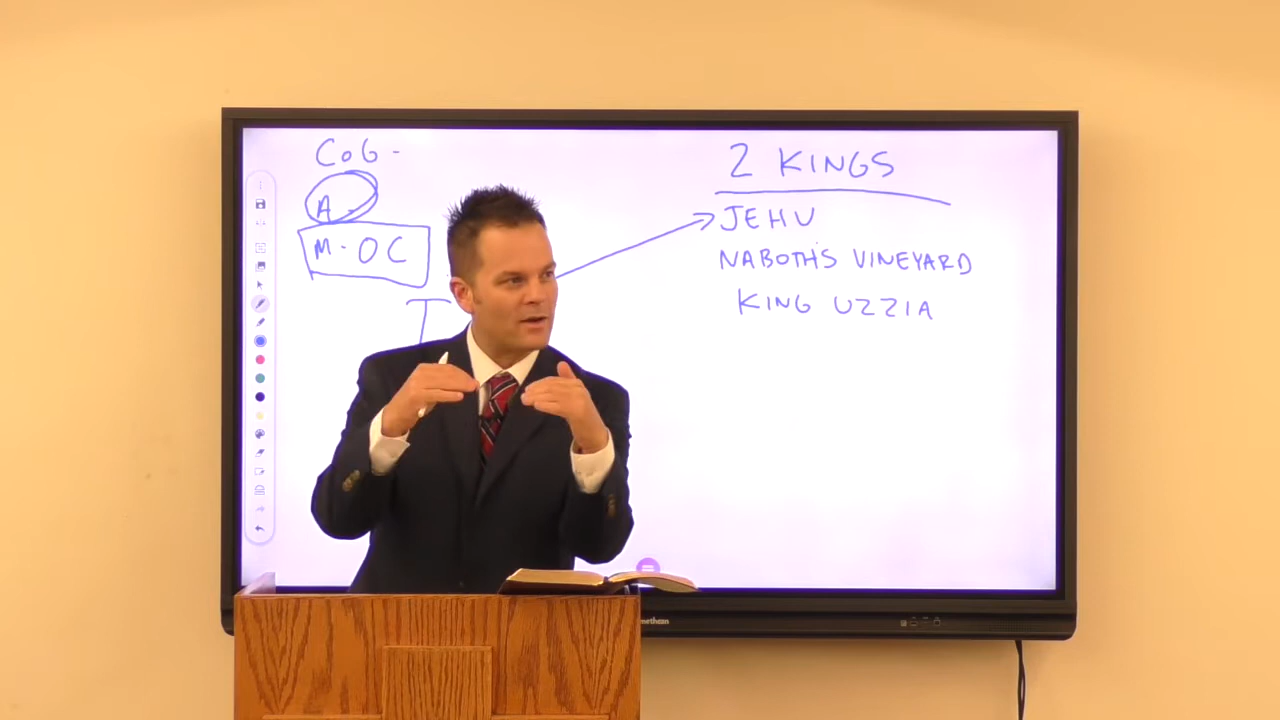 CoG -
A -
M - OC
I
2 KINGS
JEHU
NABOTH'S VINEYARD
KING UZZIA